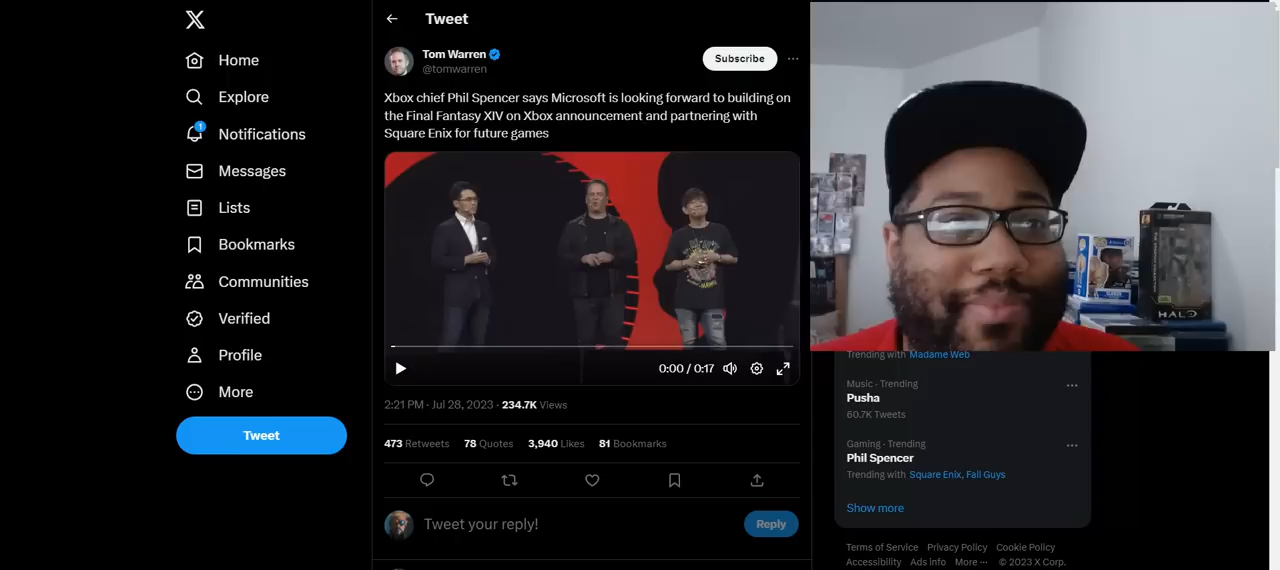 Home
Explore
1
Notifications
Messages
Lists
Bookmarks
Communities
Verified
Profile
More
Tweet
Tweet
Tom Warren
@tomwarren
Subscribe
Xbox chief Phil Spencer says Microsoft is looking forward to building on
the Final Fantasy XIV on Xbox announcement and partnering with
Square Enix for future games
0:00 / 0:17
2:21 PM · Jul 28, 2023 · 234.7K Views
473 Retweets 78 Quotes 3,940 Likes 81 Bookmarks
Tweet your reply!
Reply
HALO
Trending with Madame Web
Music · Trending
Pusha
60.7K Tweets
Gaming · Trending
Phil Spencer
Trending with Square Enix, Fall Guys
Show more
Terms of Service Privacy Policy Cookie Policy
Accessibility Ads info More ··· © 2023 X Corp.